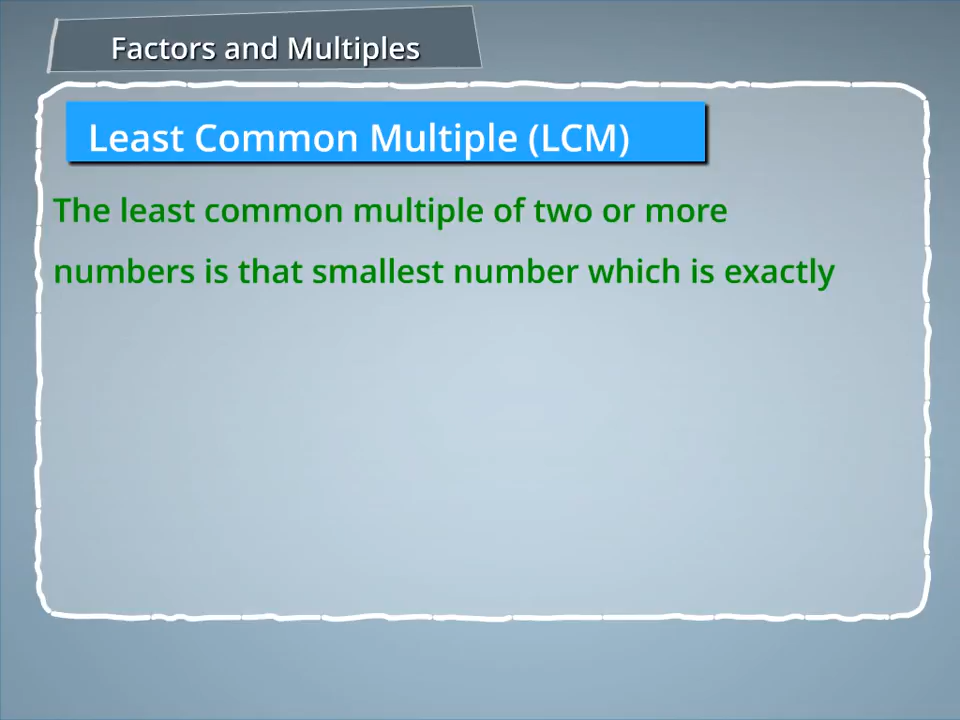 Factors and Multiples
Least Common Multiple (LCM)
The least common multiple of two or more
numbers is that smallest number which is exactly